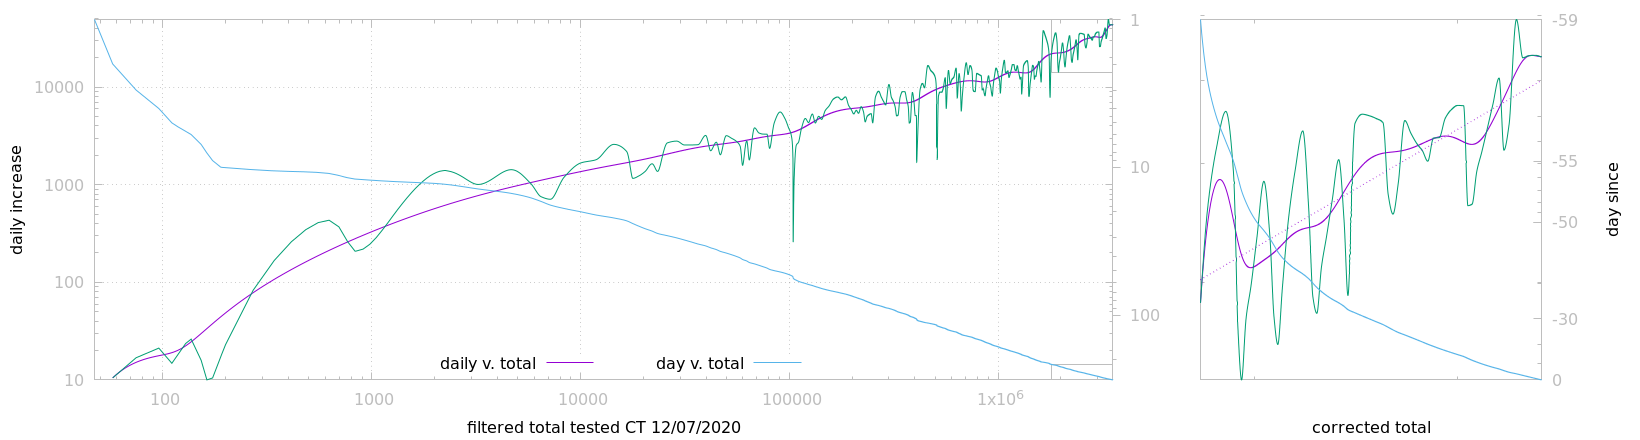 daily increase
10000
1000
100
10
100
1000
10000
100000
1x10⁶
1
10
100
daily v. total
day v. total
filtered total tested CT 12/07/2020
-59
-55
-50
-30
0
day since
corrected total